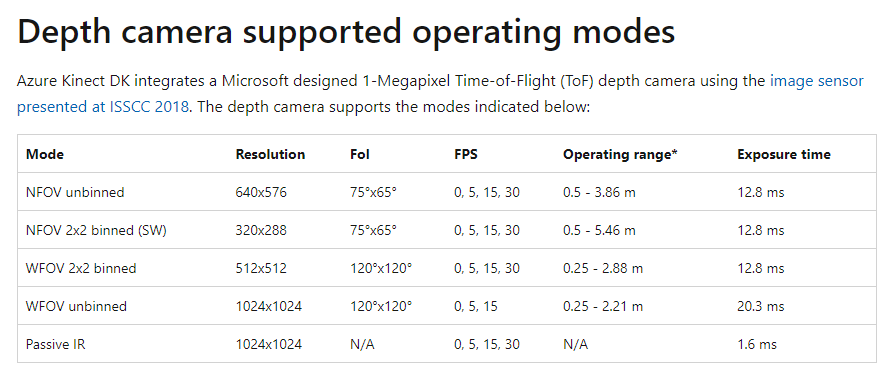 Depth camera supported operating modes
Azure Kinect DK integrates a Microsoft designed 1-Megapixel Time-of-Flight (ToF) depth camera using the image sensor
presented at ISSCC 2018. The depth camera supports the modes indicated below:
Mode Resolution FoI FPS Operating range* Exposure time
NFOV unbinned 640x576 75°x65° 0, 5, 15, 30 0.5 - 3.86 m 12.8 ms
NFOV 2x2 binned (SW) 320x288 75°x65° 0, 5, 15, 30 0.5 - 5.46 m 12.8 ms
WFOV 2x2 binned 512x512 120°x120° 0, 5, 15, 30 0.25 - 2.88 m 12.8 ms
WFOV unbinned 1024x1024 120°x120° 0, 5, 15 0.25 - 2.21 m 20.3 ms
Passive IR 1024x1024 N/A 0, 5, 15, 30 N/A 1.6 ms